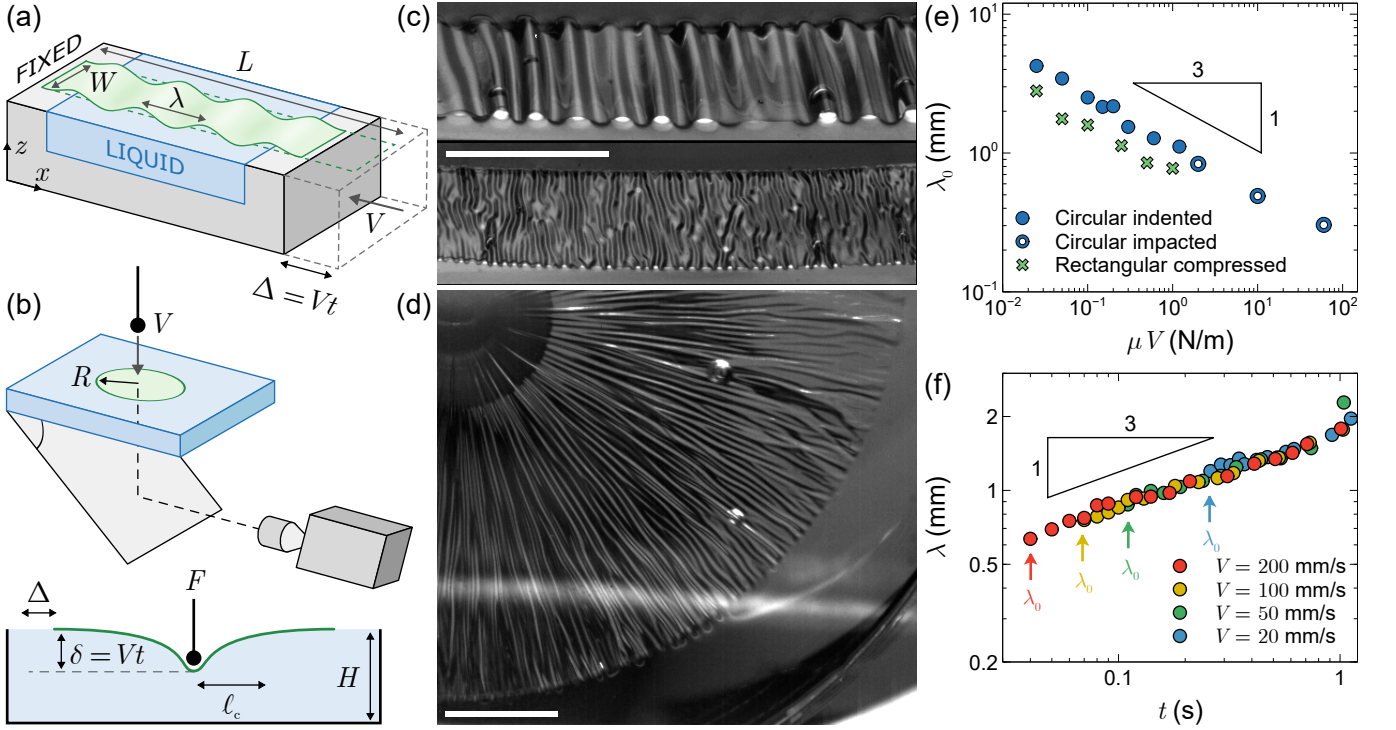 (a)
FIXED
W
L
λ
LIQUID
z
x
V
Δ = Vt
(b)
V
R
Δ
F
δ = Vt
ℓc
H
(c)
(d)
(e)
10¹
10⁰
10⁻¹
λ₀ (mm)
3
1
Circular indented
Circular impacted
Rectangular compressed
10⁻² 10⁻¹ 10⁰ 10¹ 10²
μV (N/m)
(f)
2
1
0.5
0.2
λ (mm)
3
1
λ₀
λ₀
λ₀
λ₀
V = 200 mm/s
V = 100 mm/s
V = 50 mm/s
V = 20 mm/s
0.1 1
t (s)